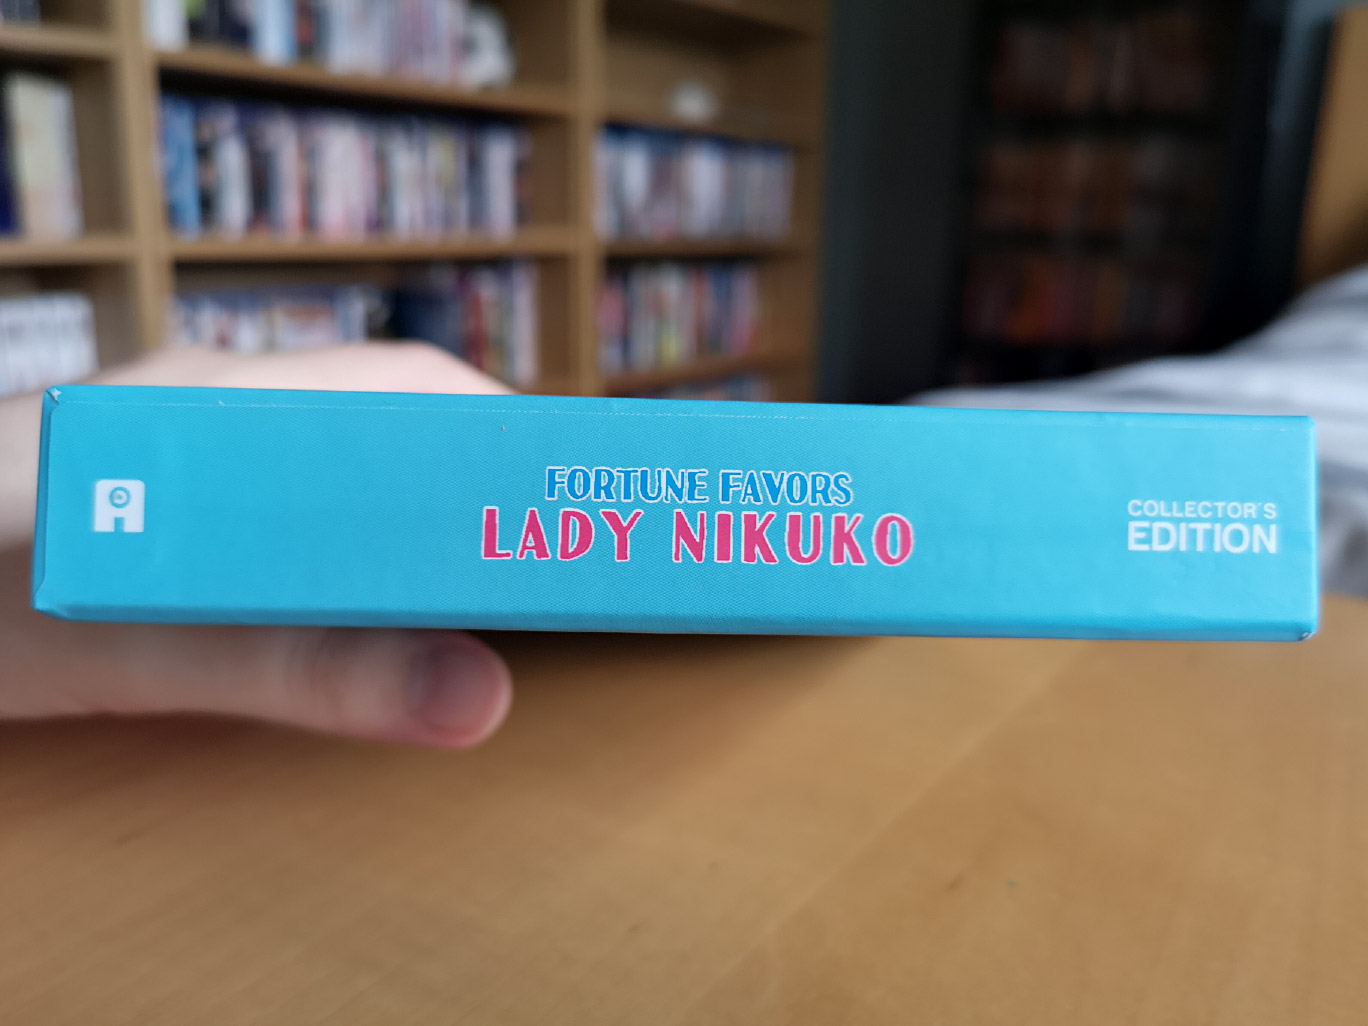 FORTUNE FAVORS
LADY NIKUKO
COLLECTOR'S
EDITION